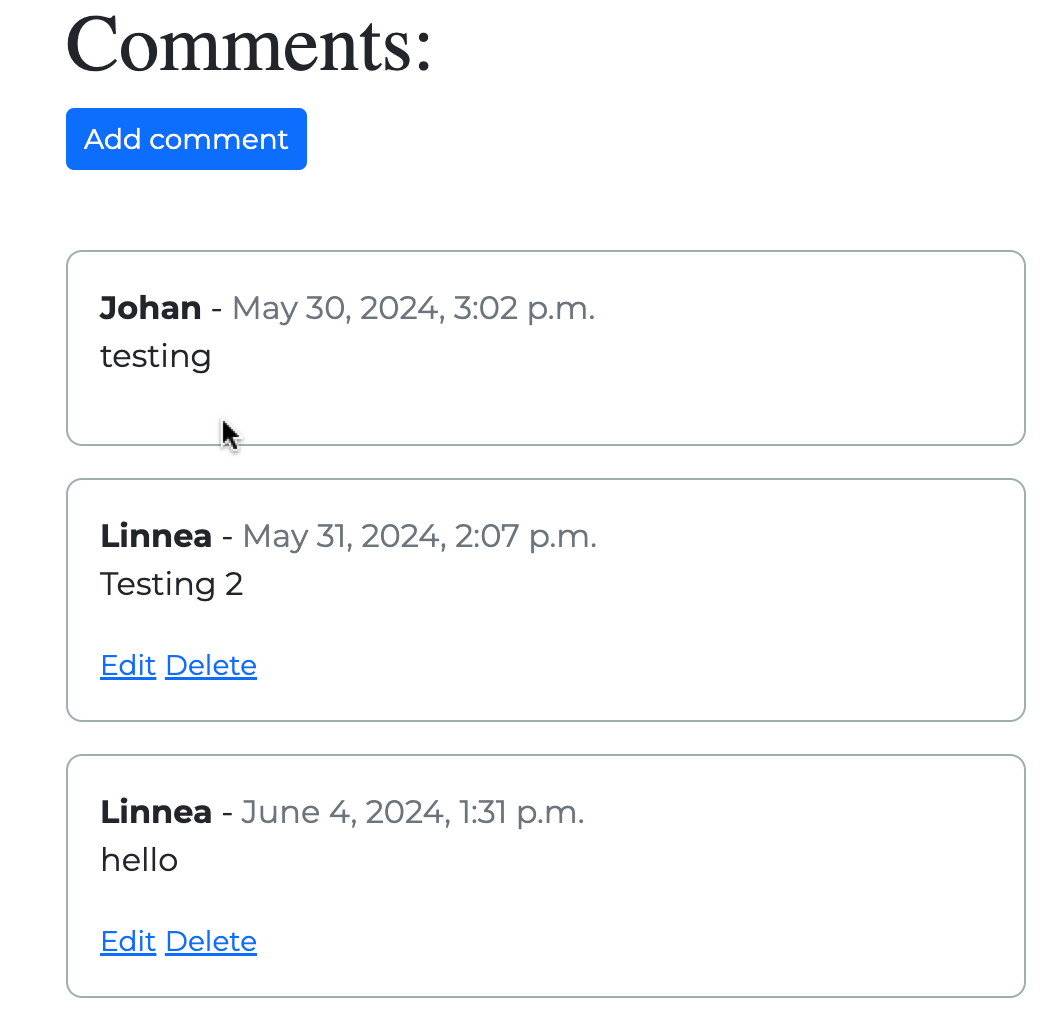 Comments:
Add comment
Johan - May 30, 2024, 3:02 p.m.
testing
Linnea - May 31, 2024, 2:07 p.m.
Testing 2
Edit Delete
Linnea - June 4, 2024, 1:31 p.m.
hello
Edit Delete